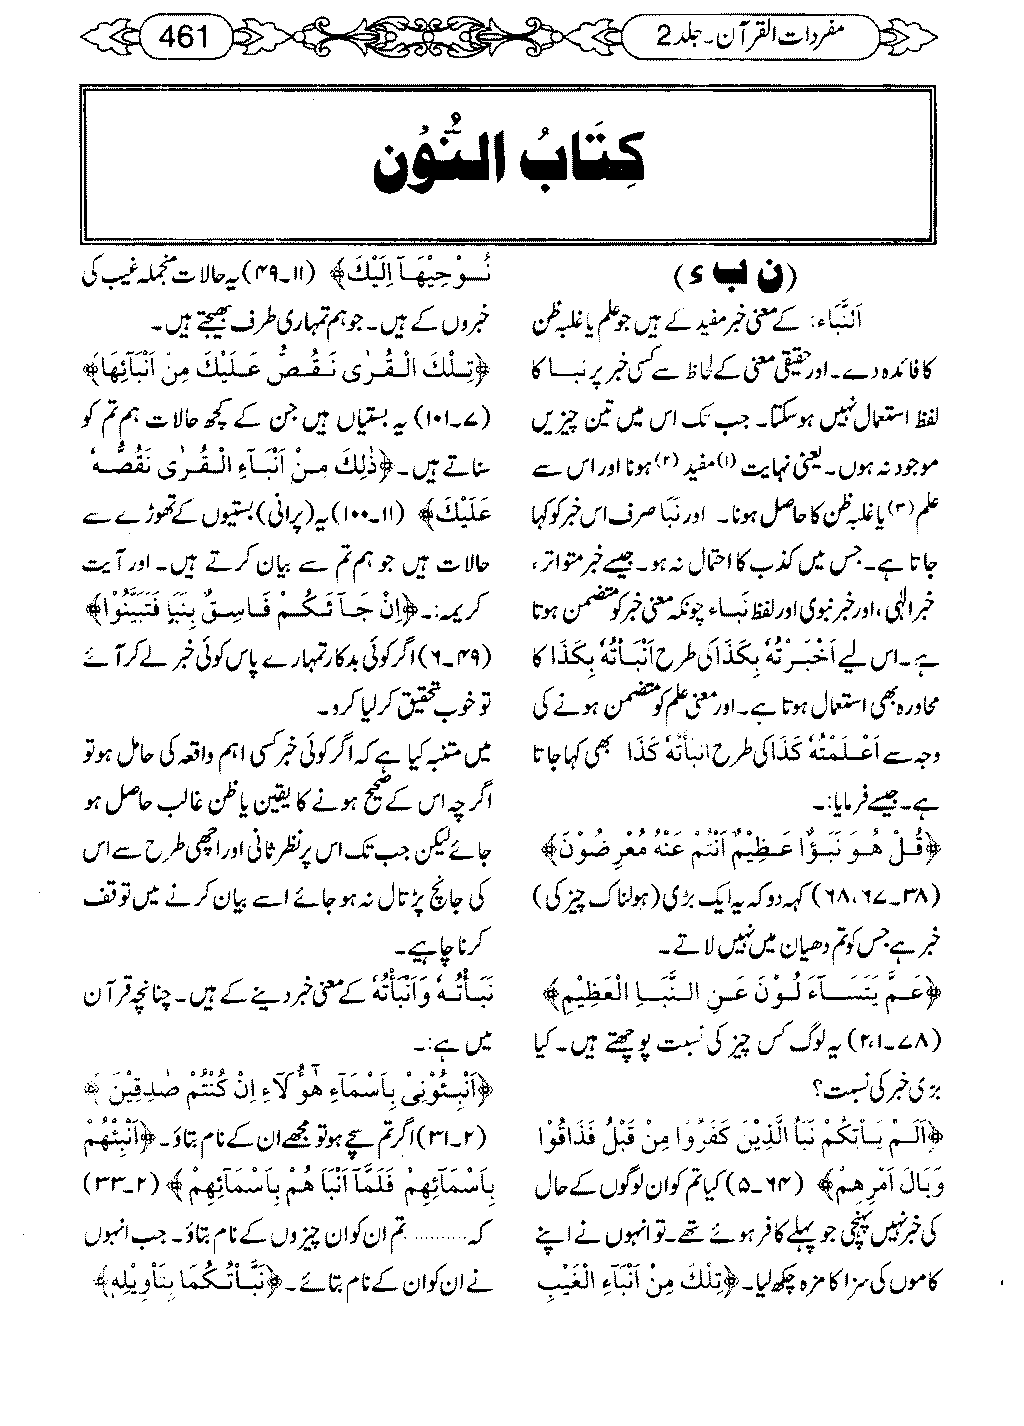 مفردات القرآن۔ جلد 2
461
كِتَابُ النُّوْن
(ن ب ء)
اَلنَّبَاء: کے معنی خبر مفید کے ہیں جو علم یا غلبہ ظن
کا فائدہ دے۔ اور حقیقی معنی کے لحاظ سے کسی خبر پر نبا کا
لفظ استعمال نہیں ہو سکتا۔ جب تک اس میں تین چیزیں
موجود نہ ہوں۔ یعنی نہایت (۱) مفید (۲) ہونا اور اس سے
علم (۳) یا غلبہ ظن کا حاصل ہونا۔ اور نَبَأ صرف اس خبر کو کہا
جاتا ہے۔ جس میں کذب کا احتمال نہ ہو۔ جیسے خبر متواتر،
خبر الٰہی، اور خبر نبوی اور لفظ نَبَاء چونکہ معنی خبر کو متضمن ہوتا
ہے۔ اس لیے اَخْبَرْتُهٗ بِكَذَا کی طرح اَنْبَأتُهٗ بِكَذَا کا
محاورہ بھی استعمال ہوتا ہے۔ اور معنی علم کو متضمن ہونے کی
وجہ سے اَعْلَمْتُهٗ كَذَا کی طرح انبأتهٗ كَذَا بھی کہا جاتا
ہے۔ جیسے فرمایا:۔
﴿قُلْ هُوَ نَبَؤٌا عَظِيْمٌ اَنْتُمْ عَنْهُ مُعْرِضُوْنَ﴾
(۳۸۔۶۷،۶۸) کہہ دو کہ یہ ایک بڑی (ہولناک چیز کی)
خبر ہے جس کو تم دھیان میں نہیں لاتے۔
﴿عَمَّ يَتَسَآءَ لُوْنَ عَنِ النَّبَاِ الْعَظِيْمِ﴾
(۷۸۔۲،۱) یہ لوگ کس چیز کی نسبت پوچھتے ہیں۔ کیا
بڑی خبر کی نسبت؟
﴿اَلَمْ يَأتِكُمْ نَبَأُ الَّذِيْنَ كَفَرُوا مِنْ قَبْلُ فَذَاقُوا
وَبَالَ اَمْرِهِمْ﴾ (۶۴۔۵) کیا تم کو ان لوگوں کے حال
کی خبر نہیں پہنچی جو پہلے کافر ہوئے تھے۔ تو انہوں نے اپنے
کاموں کی سزا کا مزہ چکھ لیا۔ ﴿تِلْكَ مِنْ اَنْبَآءِ الْغَيْبِ
نُوْحِيْهَآ اِلَيْكَ﴾ (۱۱۔۴۹) یہ حالات منجملہ غیب کی
خبروں کے ہیں۔ جو ہم تمہاری طرف بھیجتے ہیں۔
﴿تِلْكَ الْقُرٰى نَقُصُّ عَلَيْكَ مِنْ اَنْبَآئِهَا﴾
(۷۔۱۰۱) یہ بستیاں ہیں جن کے کچھ حالات ہم تم کو
سناتے ہیں۔ ﴿ذٰلِكَ مِنْ اَنْبَآءِ الْقُرٰى نَقُصُّهٗ
عَلَيْكَ﴾ (۱۱۔۱۰۰) یہ (پرانی) بستیوں کے تھوڑے سے
حالات ہیں جو ہم تم سے بیان کرتے ہیں۔ اور آیت
کریمہ:۔ ﴿اِنْ جَآئَكُمْ فَاسِقٌ بِنَبَاٍ فَتَبَيَّنُوْا﴾
(۴۹۔۶) اگر کوئی بدکار تمہارے پاس کوئی خبر لے کر آئے
تو خوب تحقیق کر لیا کرو۔
میں متنبہ کیا ہے کہ اگر کوئی خبر کسی اہم واقعہ کی حامل ہو تو
اگرچہ اس کے صحیح ہونے کا یقین یا ظن غالب حاصل ہو
جائے لیکن جب تک اس پر نظر ثانی اور اچھی طرح سے اس
کی جانچ پڑتال نہ ہو جائے اسے بیان کرنے میں توقف
کرنا چاہیے۔
نَبَّأتُهٗ وَاَنْبَأتُهٗ کے معنی خبر دینے کے ہیں۔ چنانچہ قرآن
میں ہے:۔
﴿اَنْبِئُوْنِىْ بِاَسْمَآءِ هٰٓؤُلَآءِ اِنْ كُنْتُمْ صٰدِقِيْنَ﴾
(۲۔۳۱) اگر تم سچے ہو تو مجھے ان کے نام بتاؤ۔ ﴿اَنْبِئْهُمْ
بِاَسْمَآئِهِمْ فَلَمَّآ اَنْبَأ هُمْ بِاَسْمَآئِهِمْ﴾ (۲۔۳۳)
کہ .......... تم ان کو ان چیزوں کے نام بتاؤ۔ جب انہوں
نے ان کو ان کے نام بتائے۔ ﴿نَبَّأتُكُمَا بِتَأوِيْلِهٖ﴾